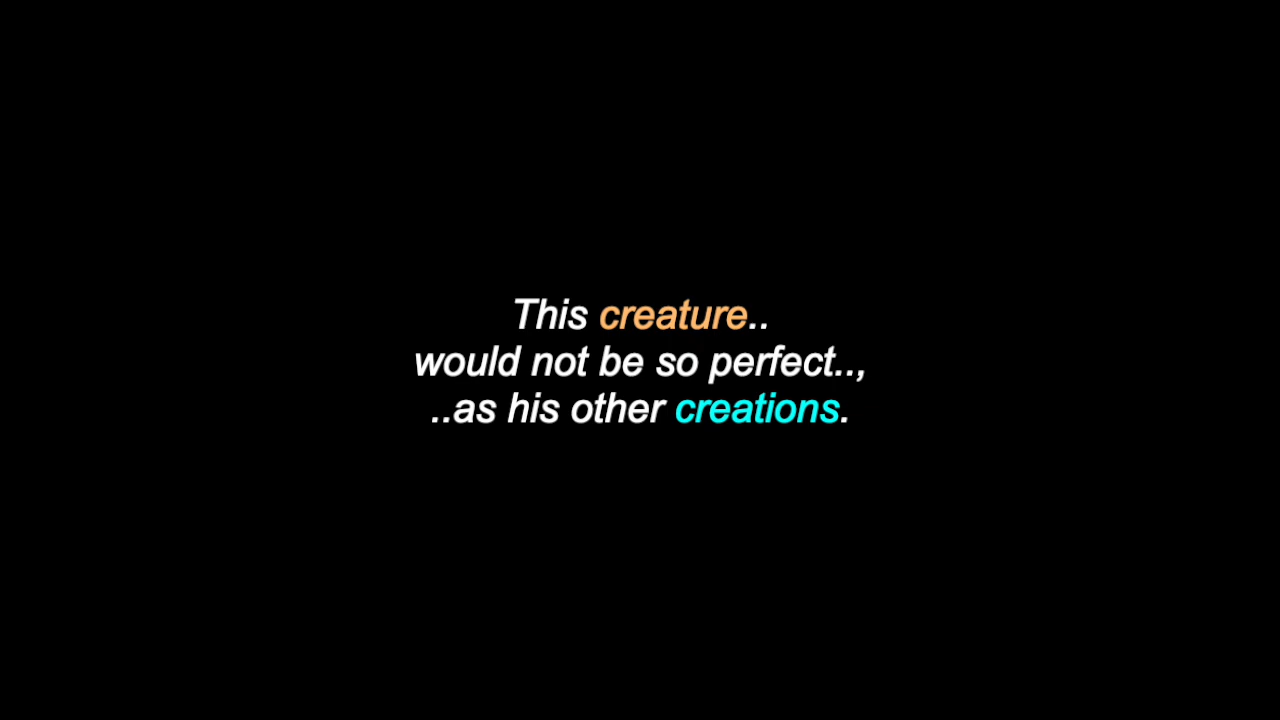 This creature..
would not be so perfect..,
..as his other creations.